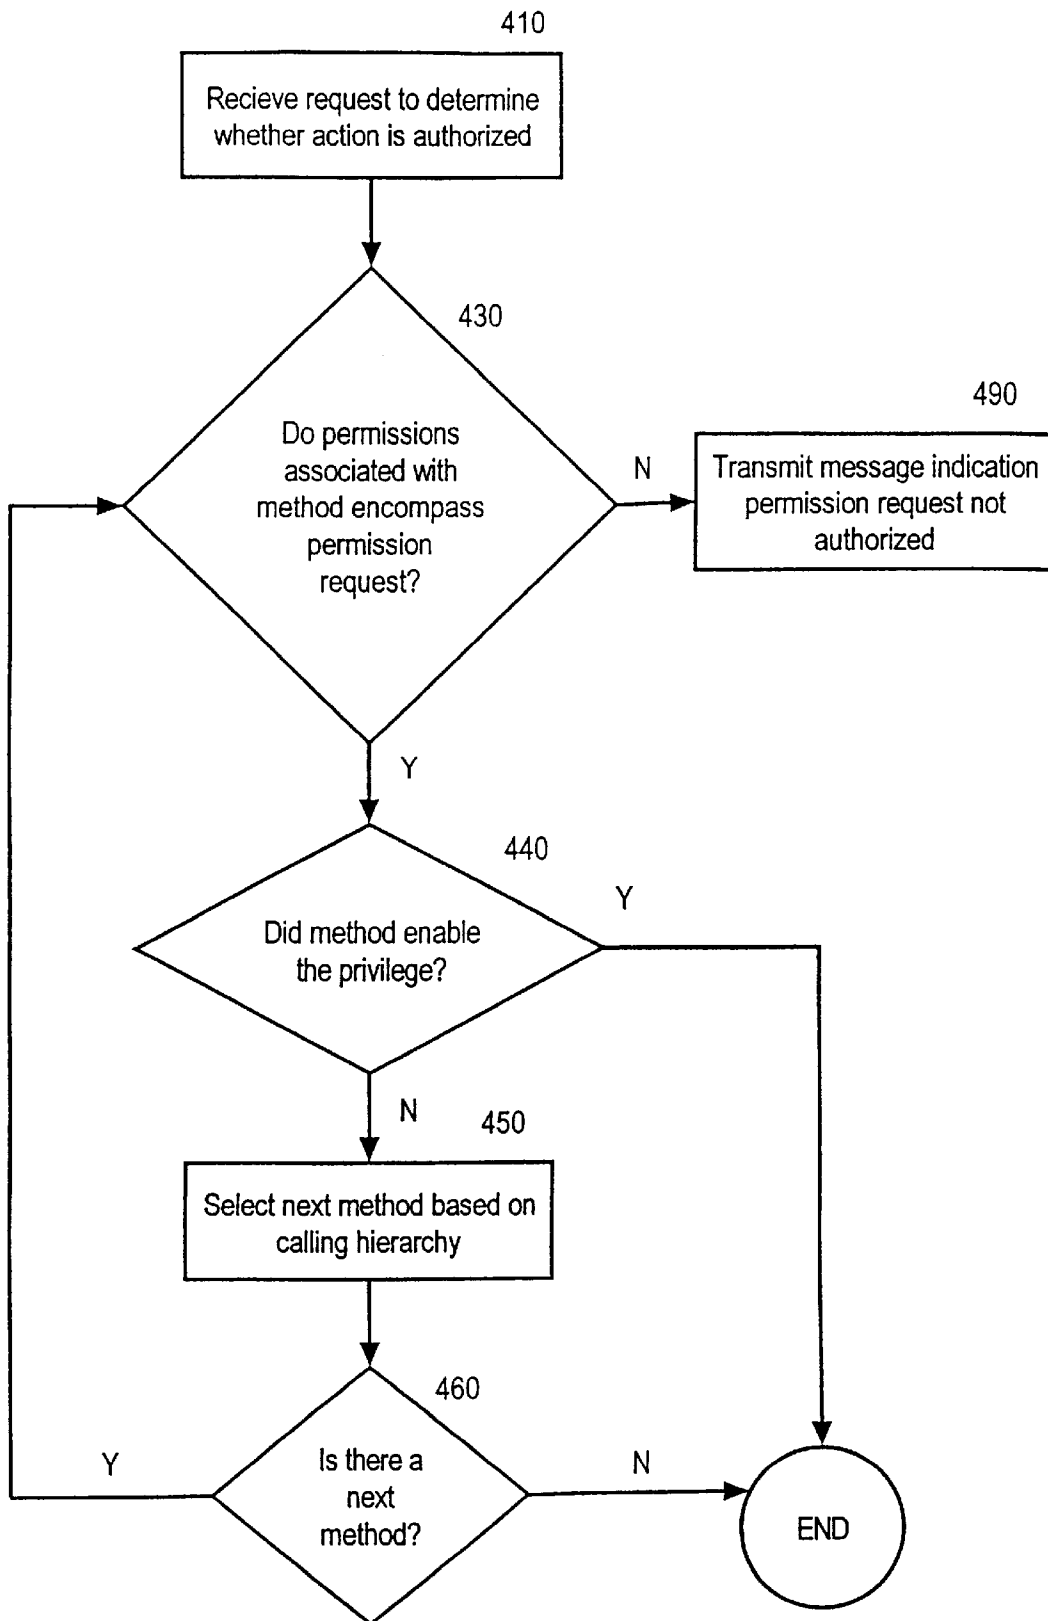 410
Recieve request to determine
whether action is authorized
430
Do permissions
associated with
method encompass
permission
request?
N
490
Transmit message indication
permission request not
authorized
Y
440
Did method enable
the privilege?
Y
N
450
Select next method based on
calling hierarchy
460
Is there a
next
method?
Y
N
END